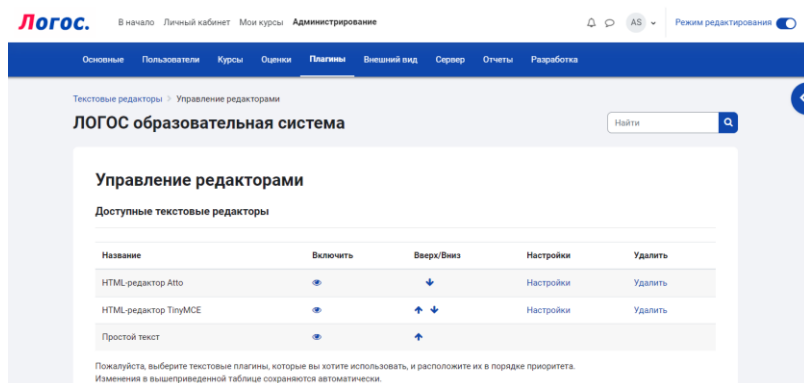 Логос. В начало Личный кабинет Мои курсы Администрирование AS Режим редактирования
Основные Пользователи Курсы Оценки Плагины Внешний вид Сервер Отчеты Разработка
Текстовые редакторы Управление редакторами
ЛОГОС образовательная система Найти
Управление редакторами
Доступные текстовые редакторы
Название Включить Вверх/Вниз Настройки Удалить
HTML-редактор Atto Настройки Удалить
HTML-редактор TinyMCE Настройки Удалить
Простой текст
Пожалуйста, выберите текстовые плагины, которые вы хотите использовать, и расположите их в порядке приоритета.
Изменения в вышеприведенной таблице сохраняются автоматически.